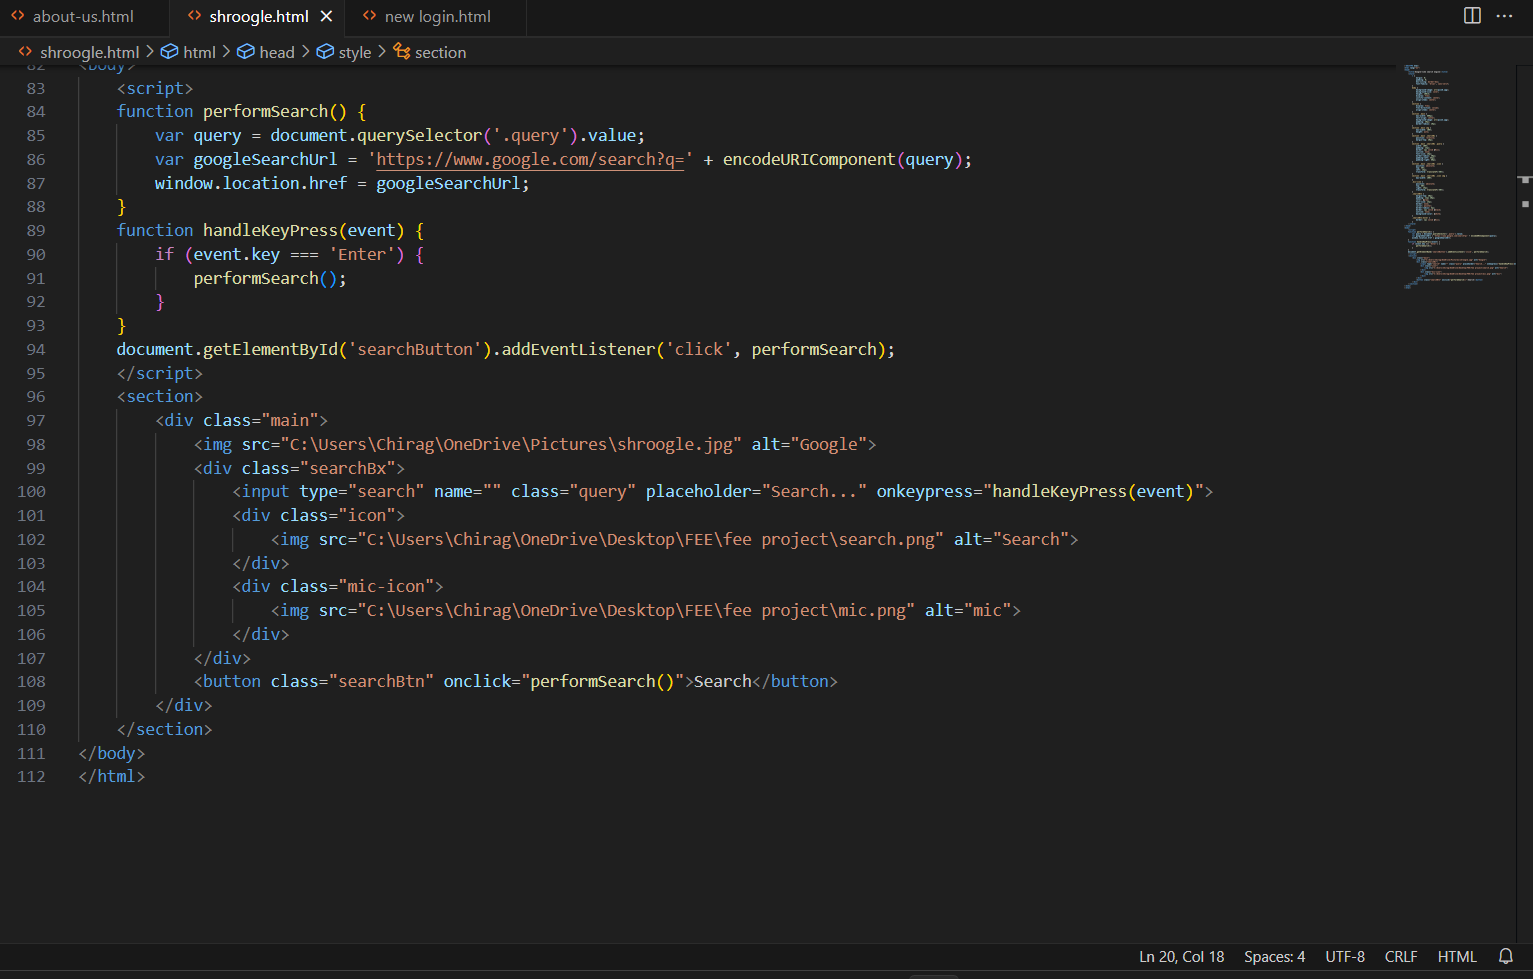 about-us.html
shroogle.html
new login.html
shroogle.html > html > head > style > section
82 <body>
83 <script>
84 function performSearch() {
85 var query = document.querySelector('.query').value;
86 var googleSearchUrl = 'https://www.google.com/search?q=' + encodeURIComponent(query);
87 window.location.href = googleSearchUrl;
88 }
89 function handleKeyPress(event) {
90 if (event.key === 'Enter') {
91 performSearch();
92 }
93 }
94 document.getElementById('searchButton').addEventListener('click', performSearch);
95 </script>
96 <section>
97 <div class="main">
98 <img src="C:\Users\Chirag\OneDrive\Pictures\shroogle.jpg" alt="Google">
99 <div class="searchBx">
100 <input type="search" name="" class="query" placeholder="Search..." onkeypress="handleKeyPress(event)">
101 <div class="icon">
102 <img src="C:\Users\Chirag\OneDrive\Desktop\FEE\fee project\search.png" alt="Search">
103 </div>
104 <div class="mic-icon">
105 <img src="C:\Users\Chirag\OneDrive\Desktop\FEE\fee project\mic.png" alt="mic">
106 </div>
107 </div>
108 <button class="searchBtn" onclick="performSearch()">Search</button>
109 </div>
110 </section>
111 </body>
112 </html>
Ln 20, Col 18 Spaces: 4 UTF-8 CRLF HTML